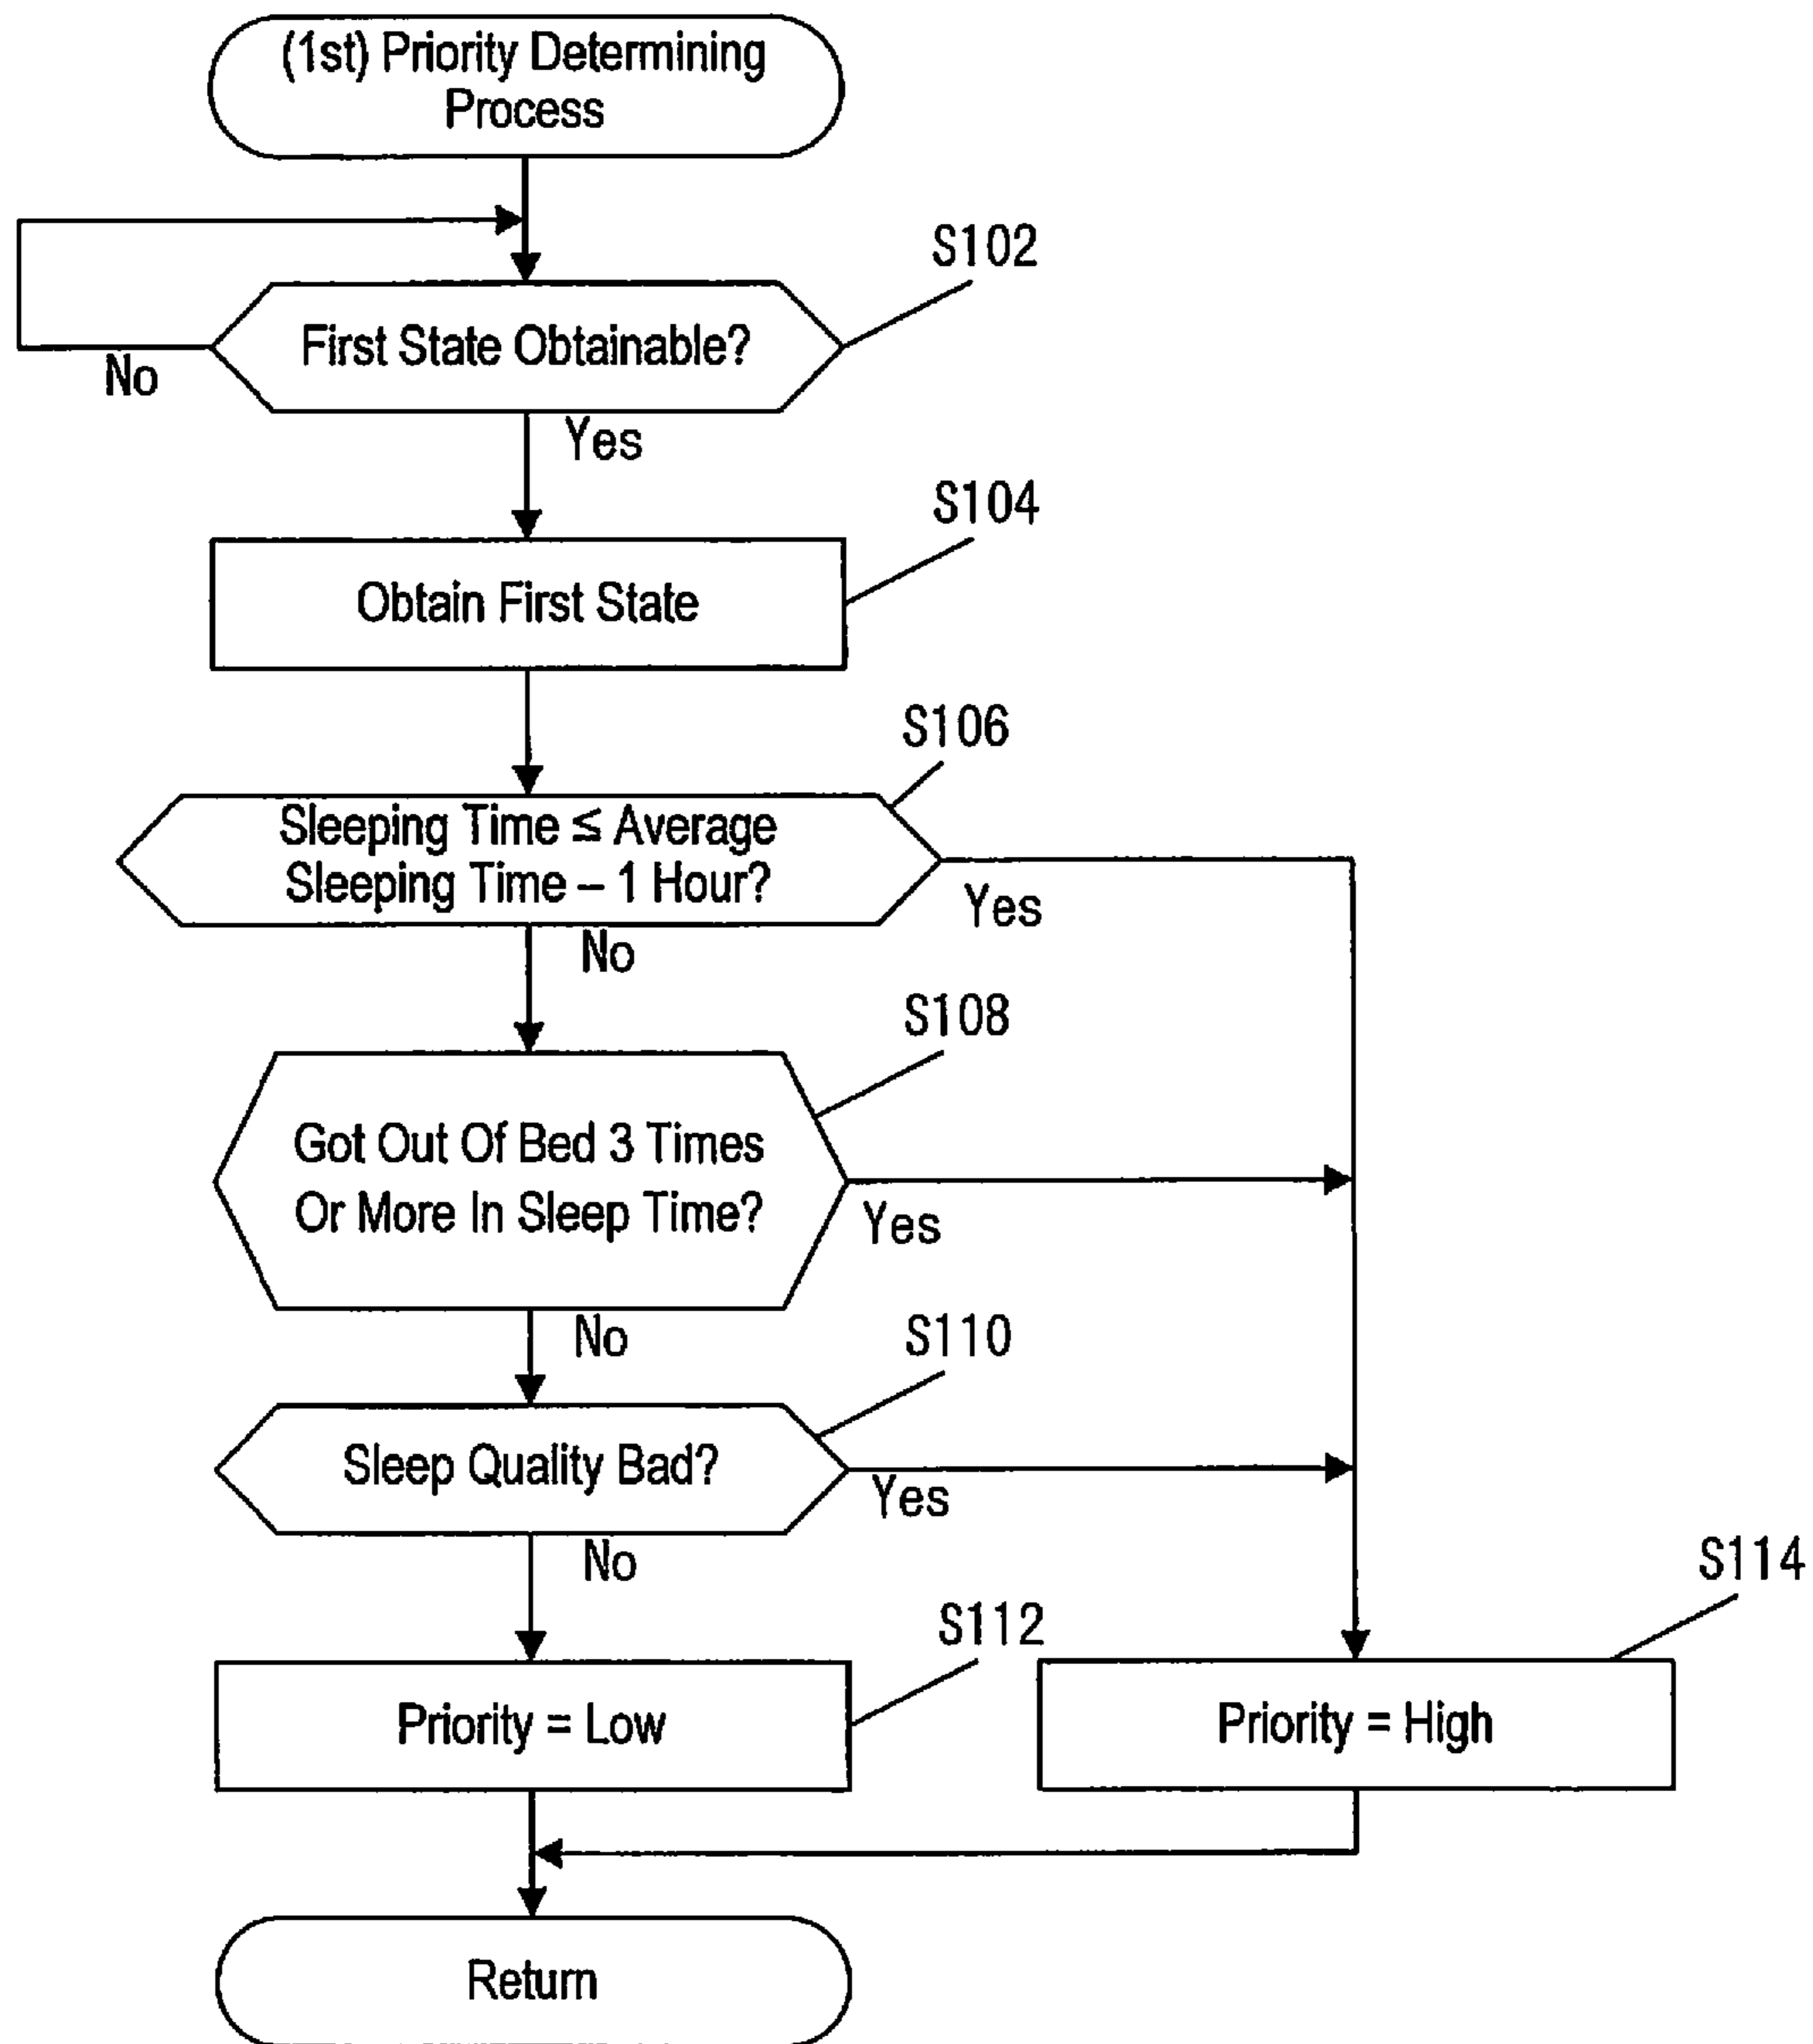 (1st) Priority Determining
Process
S102
First State Obtainable?
No
Yes
S104
Obtain First State
S106
Sleeping Time ≤ Average
Sleeping Time – 1 Hour?
Yes
No
S108
Got Out Of Bed 3 Times
Or More In Sleep Time?
Yes
No
S110
Sleep Quality Bad?
Yes
No
S112
S114
Priority = Low
Priority = High
Return